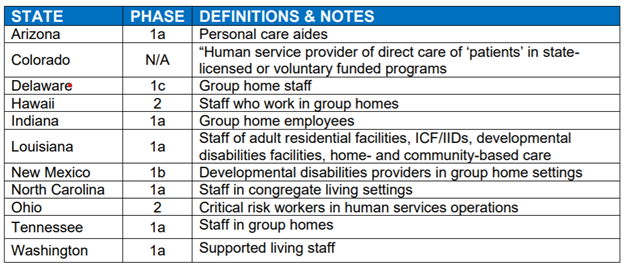 STATE PHASE DEFINITIONS & NOTES
Arizona 1a Personal care aides
Colorado N/A “Human service provider of direct care of ‘patients’ in state-
licensed or voluntary funded programs
Delaware 1c Group home staff
Hawaii 2 Staff who work in group homes
Indiana 1a Group home employees
Louisiana 1a Staff of adult residential facilities, ICF/IIDs, developmental
disabilities facilities, home- and community-based care
New Mexico 1b Developmental disabilities providers in group home settings
North Carolina 1a Staff in congregate living settings
Ohio 2 Critical risk workers in human services operations
Tennessee 1a Staff in group homes
Washington 1a Supported living staff